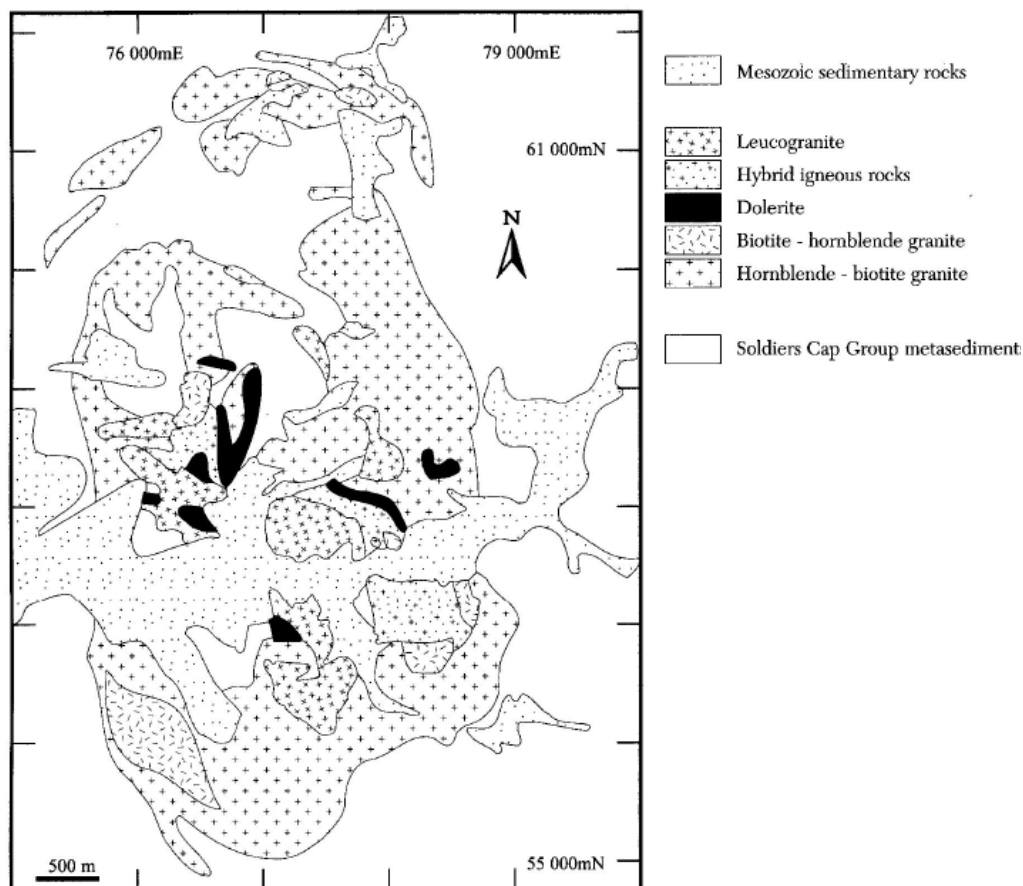 76 000mE
79 000mE
61 000mN
N
500 m
55 000mN
Mesozoic sedimentary rocks
Leucogranite
Hybrid igneous rocks
Dolerite
Biotite - hornblende granite
Hornblende - biotite granite
Soldiers Cap Group metasediments